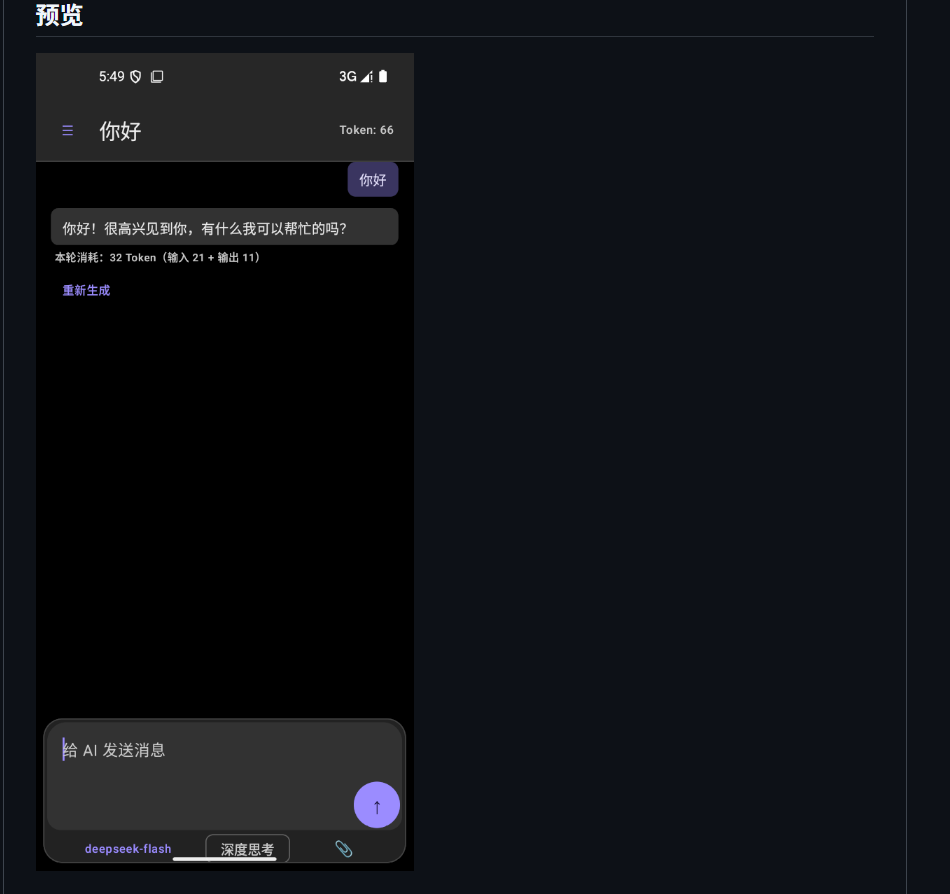 预览
5:49 3G
☰ 你好 Token: 66
你好
你好！很高兴见到你，有什么我可以帮忙的吗？
本轮消耗：32 Token（输入 21 + 输出 11）
重新生成
给 AI 发送消息
↑
deepseek-flash 深度思考 📎